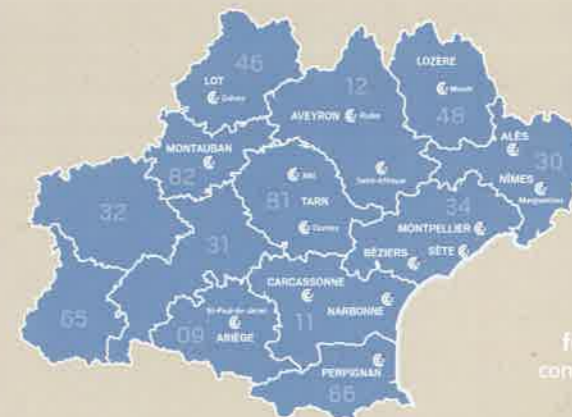 46
LOT
Cahors
12
AVEYRON
Rodez
LOZÈRE
Mende
48
MONTAUBAN
82
Albi
81
TARN
Castres
Saint-Affrique
ALÈS
30
NÎMES
Marguerittes
34
MONTPELLIER
BÉZIERS
SÈTE
32
31
65
CARCASSONNE
NARBONNE
11
St-Paul-de-Jarrat
09
ARIÈGE
PERPIGNAN
66
f
con